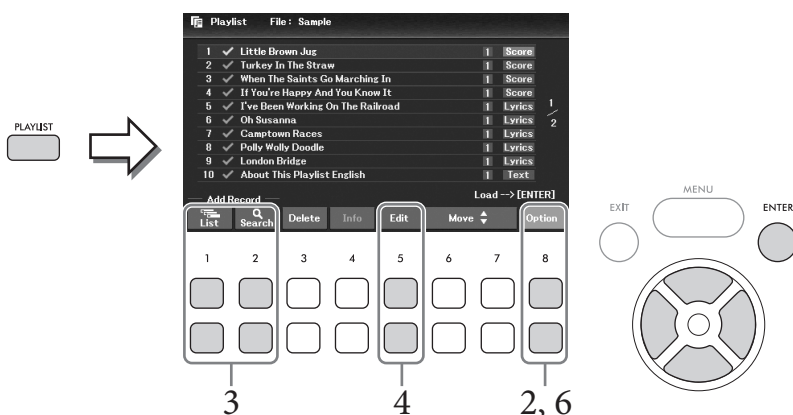 Playlist File: Sample
1 Little Brown Jug 1 Score
2 Turkey In The Straw 1 Score
3 When The Saints Go Marching In 1 Score
4 If You're Happy And You Know It 1 Score
5 I've Been Working On The Railroad 1 Lyrics
6 Oh Susanna 1 Lyrics
7 Camptown Races 1 Lyrics
8 Polly Wolly Doodle 1 Lyrics
9 London Bridge 1 Lyrics
10 About This Playlist English 1 Text
1/2
Add Record Load -->[ENTER]
List Search Delete Info Edit Move Option
PLAYLIST
EXIT MENU ENTER
1 2 3 4 5 6 7 8
3 4 2, 6